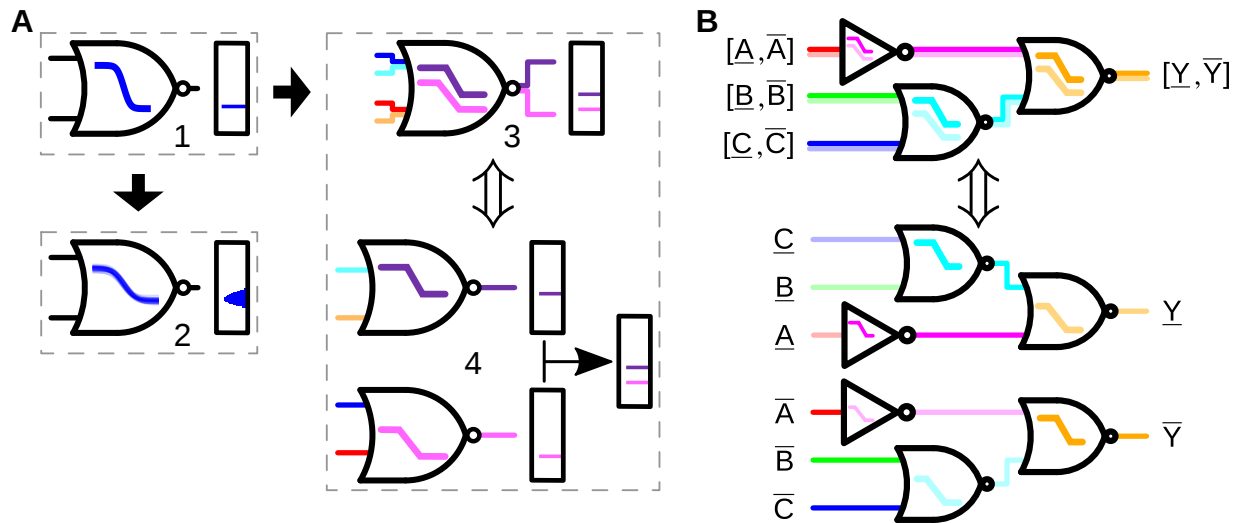 A
1
2
3
4
B
[A̲,A̅]
[B̲,B̅]
[C̲,C̅]
[Y̲,Y̅]
C̲
B̲
A̲
Y̲
A̅
B̅
C̅
Y̅